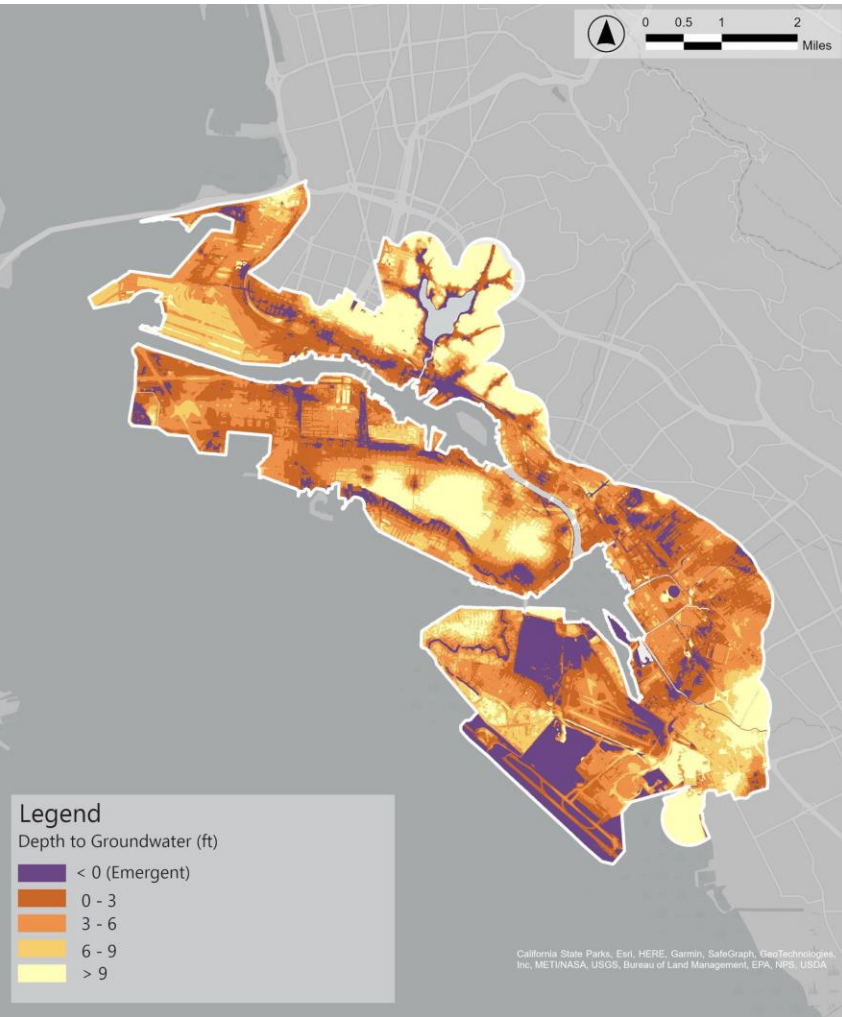 0 0.5 1 2
Miles
Legend
Depth to Groundwater (ft)
< 0 (Emergent)
0 - 3
3 - 6
6 - 9
> 9
California State Parks, Esri, HERE, Garmin, SafeGraph, GeoTechnologies,
Inc, METI/NASA, USGS, Bureau of Land Management, EPA, NPS, USDA